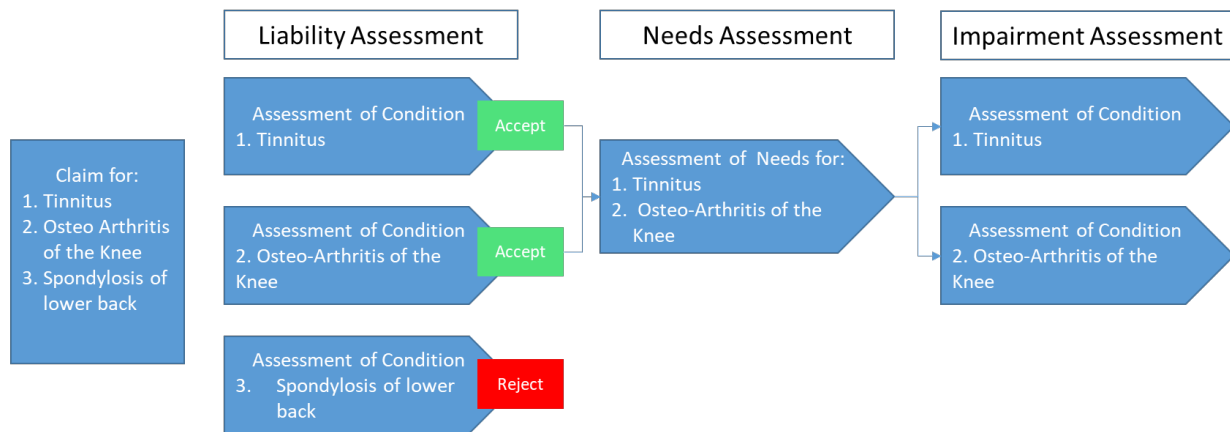 Liability Assessment
Needs Assessment
Impairment Assessment
Claim for:
1. Tinnitus
2. Osteo Arthritis
of the Knee
3. Spondylosis of
lower back
Assessment of Condition
1. Tinnitus
Accept
Assessment of Condition
2. Osteo-Arthritis of the
Knee
Accept
Assessment of Condition
3. Spondylosis of lower
back
Reject
Assessment of Needs for:
1. Tinnitus
2. Osteo-Arthritis of the
Knee
Assessment of Condition
1. Tinnitus
Assessment of Condition
2. Osteo-Arthritis of the
Knee